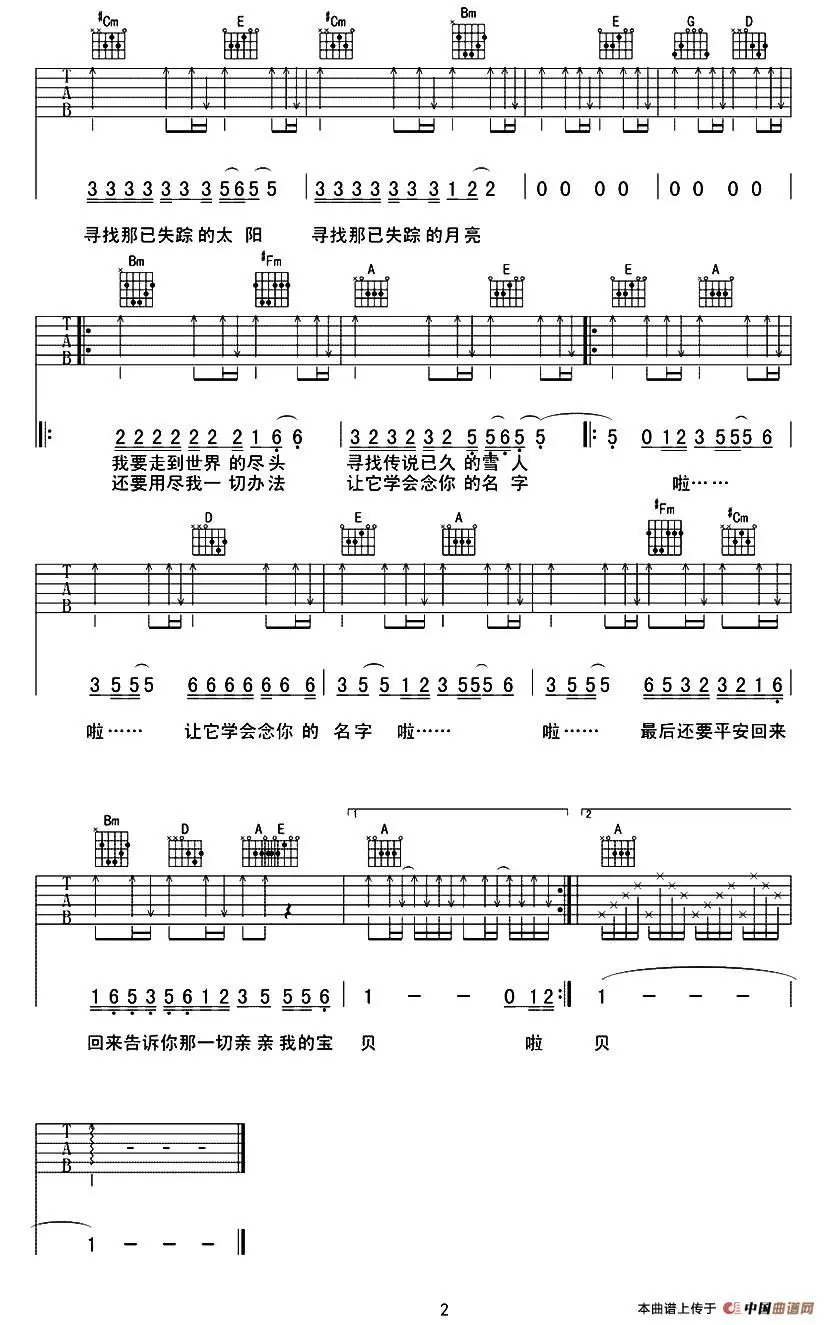 #Cm E #Cm Bm E G D
T A B
3 3 3 3 3 3 3 5 6 5 5 | 3 3 3 3 3 3 3 1 2 2 | 0 0 0 0 | 0 0 0 0
寻找那已失踪的太阳 寻找那已失踪的月亮
Bm #Fm A E E A
T A B
2 2 2 2 2 2 2 1 6 6 | 3 2 3 2 3 2 5 5 6 5 5 5 0 1 2 3 5 5 5 6
我要走到世界的尽头 寻找传说已久的雪人
还要用尽我一切办法 让它学会念你的名字 啦……
D E A #Fm #Cm
T A B
3 5 5 5 6 6 6 6 6 6 6 | 3 5 5 1 2 3 5 5 5 6 | 3 5 5 5 6 5 3 2 3 2 1 6
啦…… 让它学会念你的名字 啦…… 啦…… 最后还要平安回来
1 2
Bm D A E A A
T A B
1 6 5 3 5 6 1 2 3 5 5 5 6 | 1 - - 0 1 2 1 - - -
回来告诉你那一切亲亲我的宝贝 啦 贝
T A B - - -
1 - - -
2
本曲谱上传于 中国曲谱网